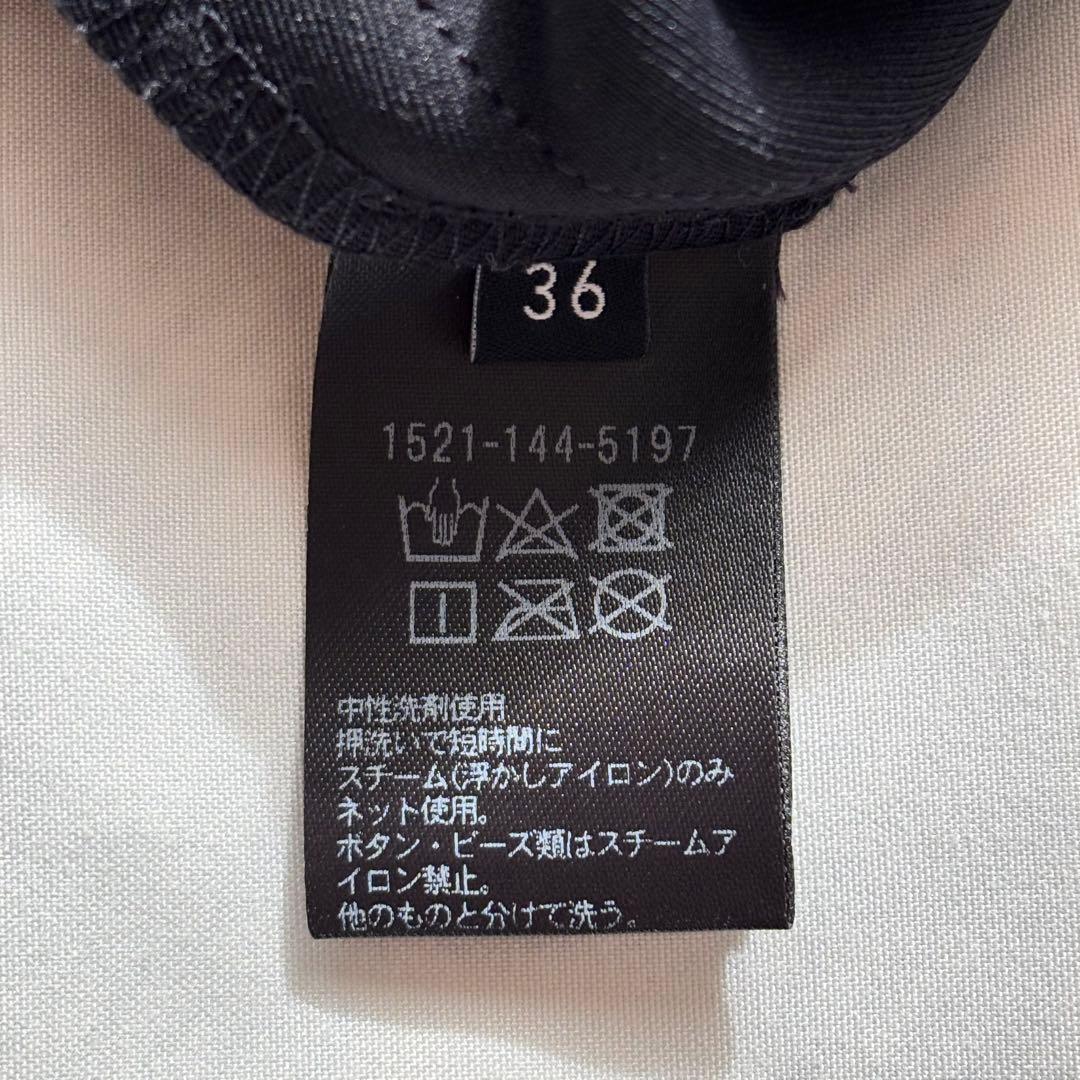 36
1521-144-5197
中性洗剤使用
押洗いで短時間に
スチーム(浮かしアイロン)のみ
ネット使用。
ボタン・ビーズ類はスチームア
イロン禁止。
他のものと分けて洗う。